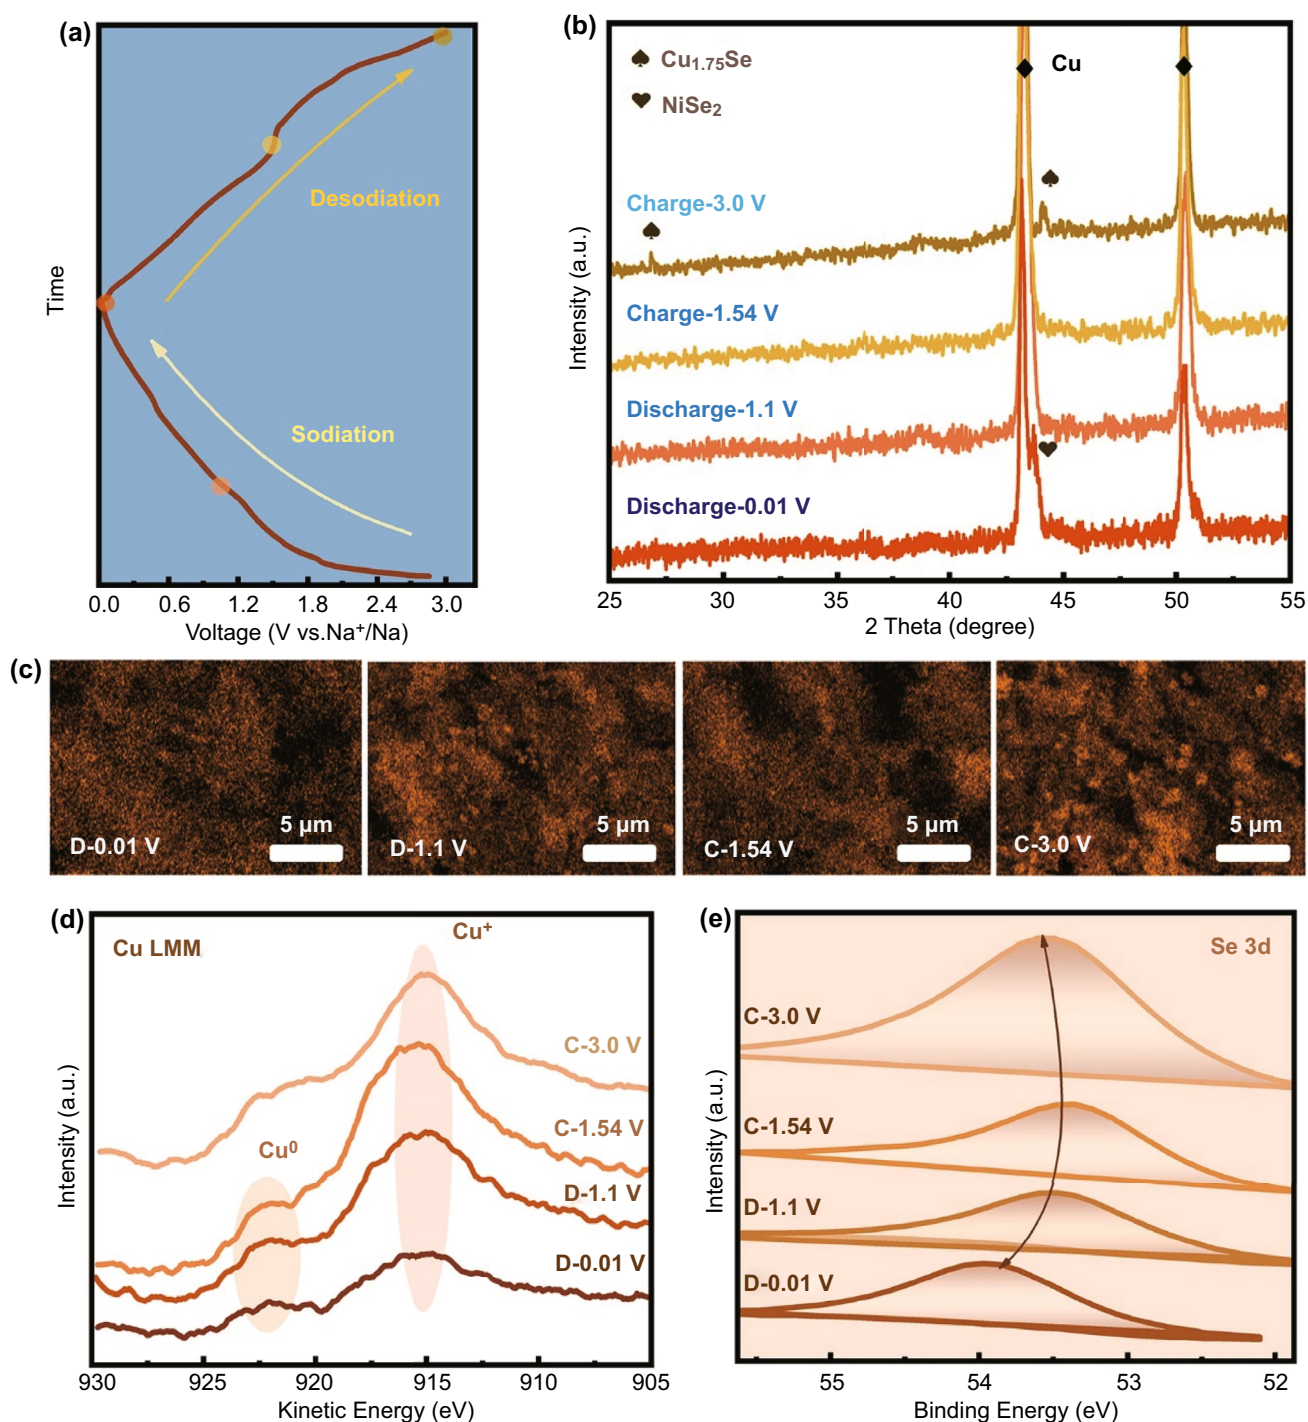 (a)
Desodiation
Sodiation
Time
0.0 0.6 1.2 1.8 2.4 3.0
Voltage (V vs.Na⁺/Na)
(b)
Cu₁.₇₅Se
NiSe₂
Cu
Charge-3.0 V
Charge-1.54 V
Discharge-1.1 V
Discharge-0.01 V
Intensity (a.u.)
25 30 35 40 45 50 55
2 Theta (degree)
(c)
D-0.01 V
5 μm
D-1.1 V
5 μm
C-1.54 V
5 μm
C-3.0 V
5 μm
(d)
Cu LMM
Cu⁺
C-3.0 V
C-1.54 V
Cu⁰
D-1.1 V
D-0.01 V
Intensity (a.u.)
930 925 920 915 910 905
Kinetic Energy (eV)
(e)
Se 3d
C-3.0 V
C-1.54 V
D-1.1 V
D-0.01 V
Intensity (a.u.)
55 54 53 52
Binding Energy (eV)